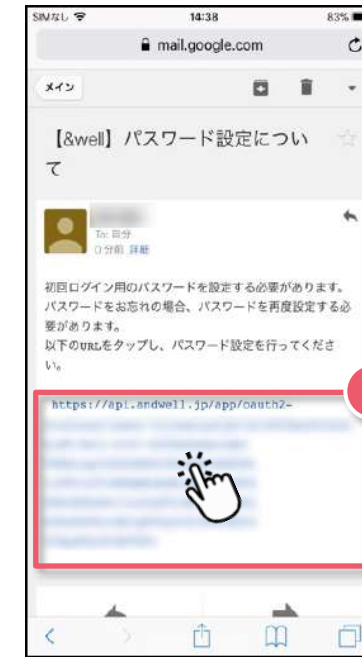 SIMなし
14:38
83%
mail.google.com
メイン
【&well】パスワード設定につい
て
To: 自分
0分前 詳細
初回ログイン用のパスワードを設定する必要があります。
パスワードをお忘れの場合、パスワードを再度設定する必
要があります。
以下のURLをタップし、パスワード設定を行ってくださ
い。
https://api.andwell.jp/app/oauth2-